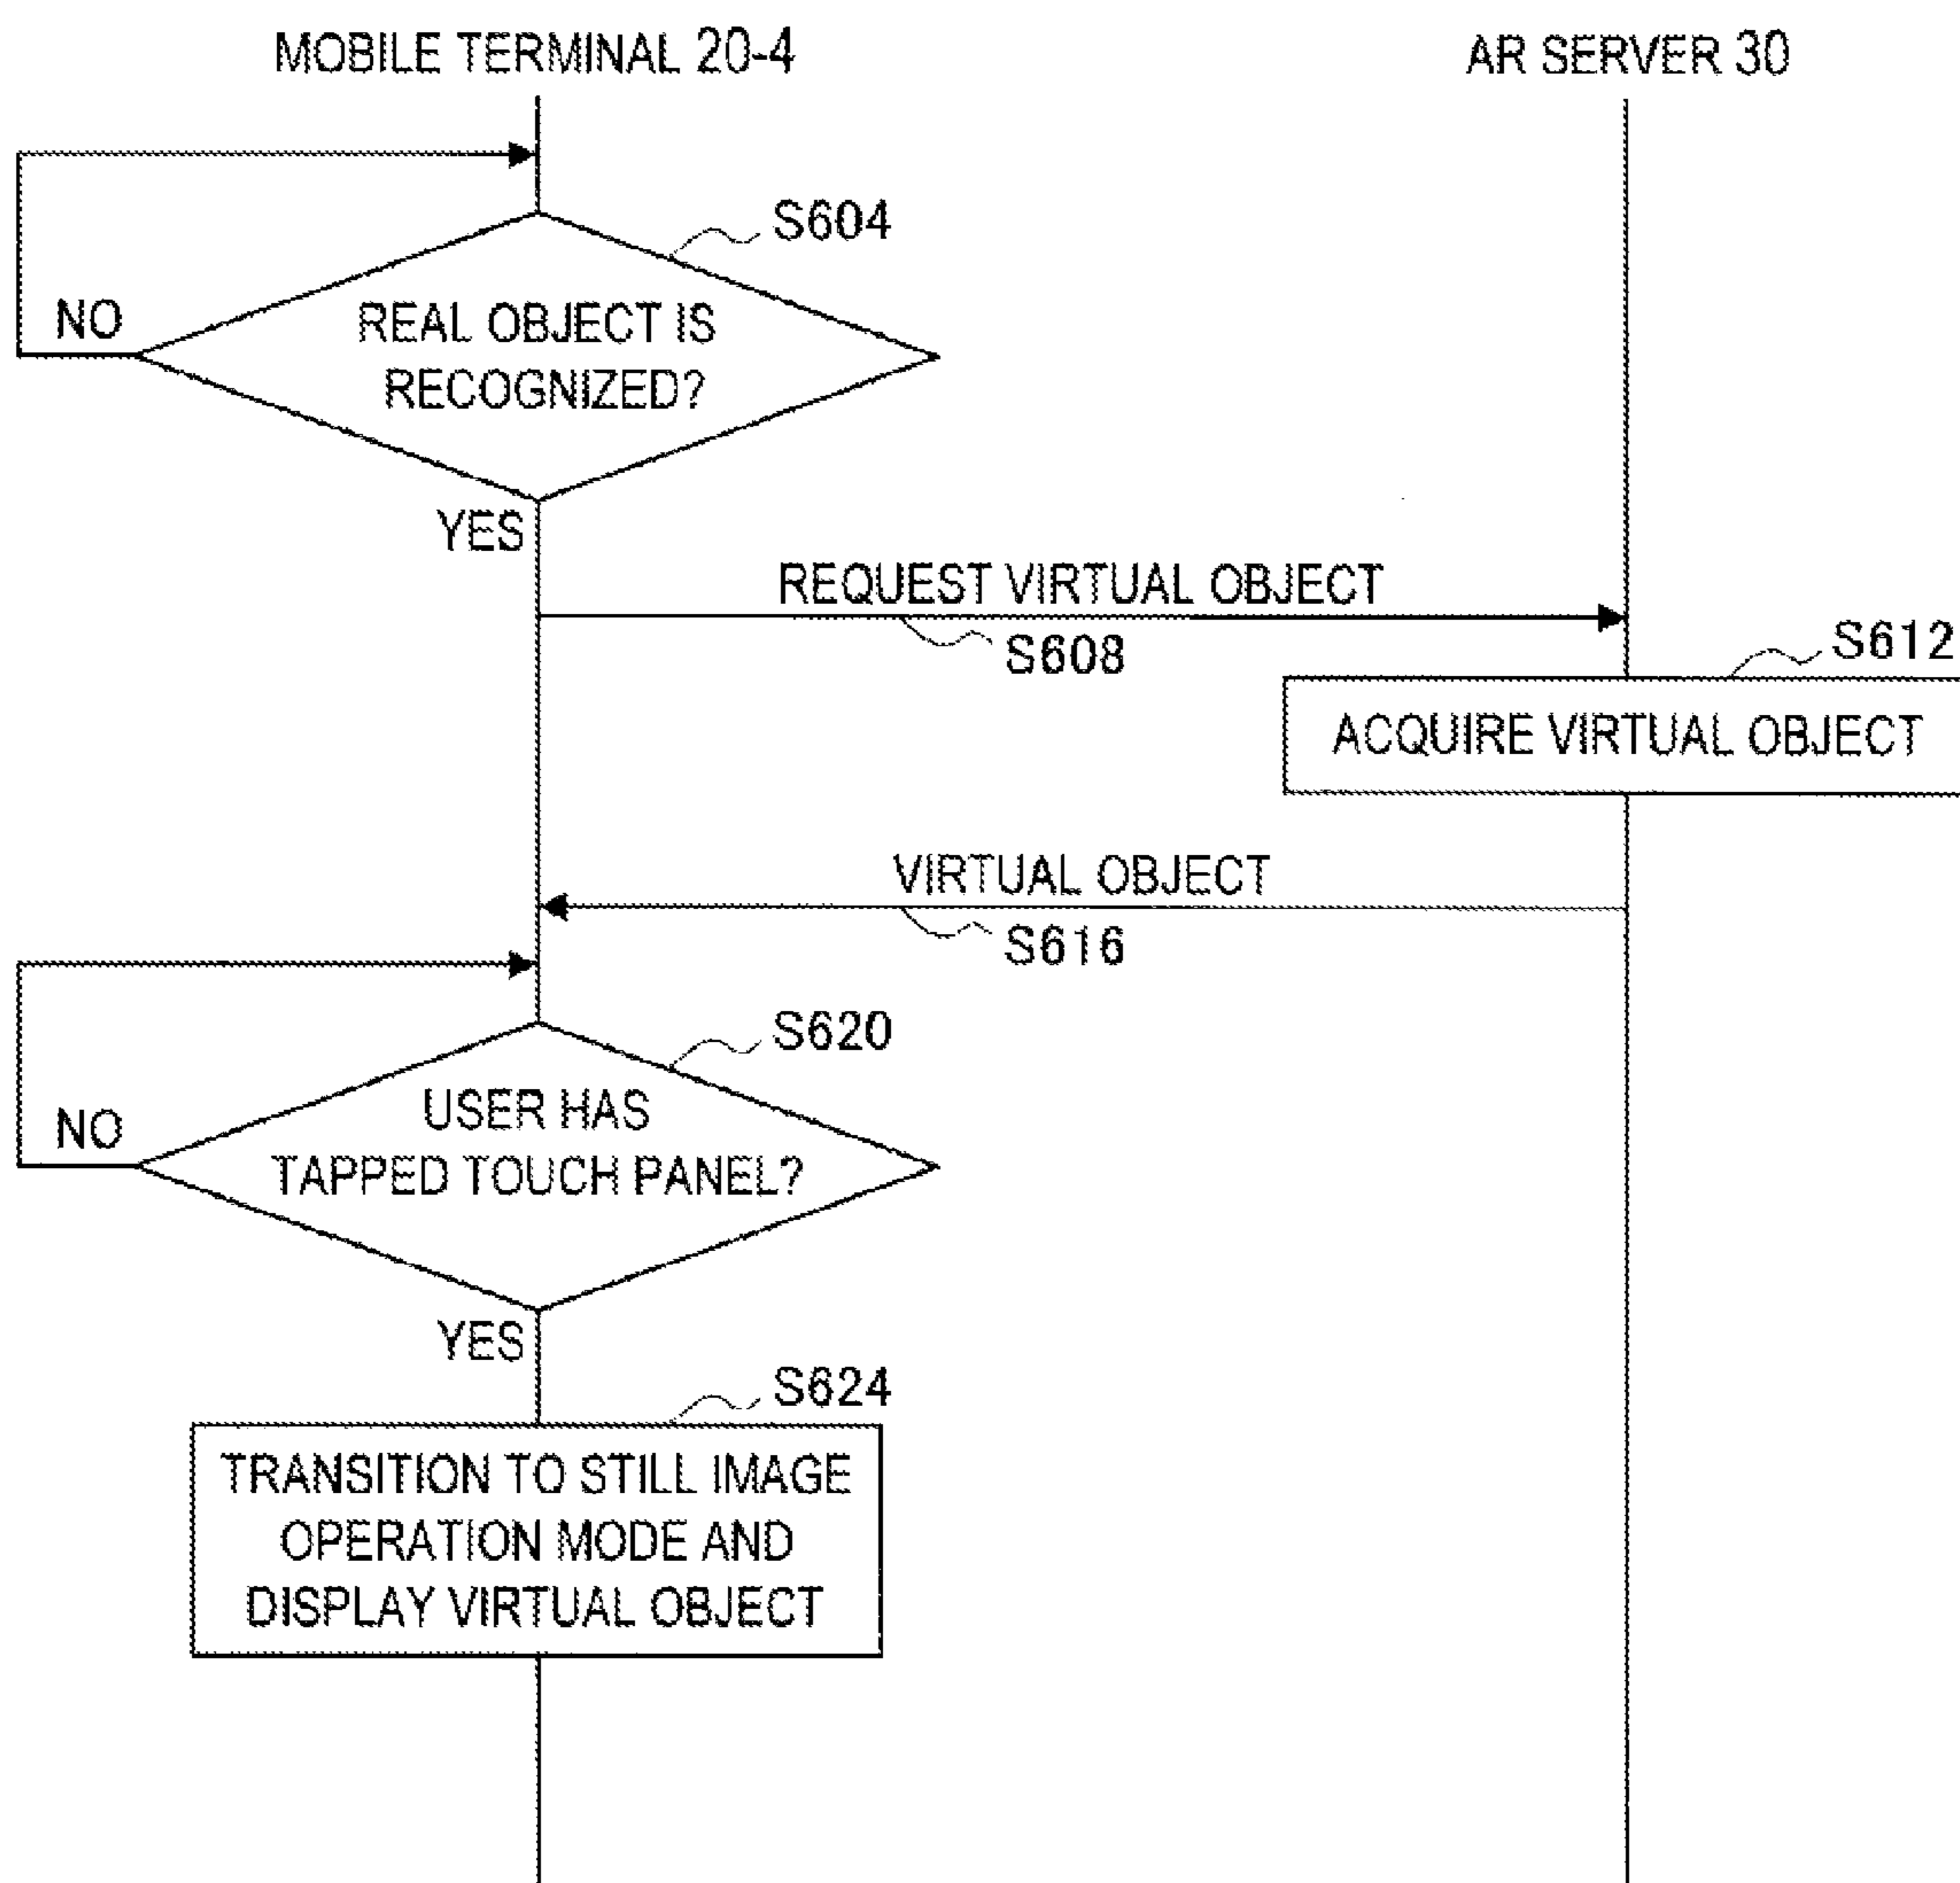 MOBILE TERMINAL 20-4
AR SERVER 30
S604
NO
REAL OBJECT IS
RECOGNIZED?
YES
REQUEST VIRTUAL OBJECT
S608
S612
ACQUIRE VIRTUAL OBJECT
VIRTUAL OBJECT
S616
S620
NO
USER HAS
TAPPED TOUCH PANEL?
YES
S624
TRANSITION TO STILL IMAGE
OPERATION MODE AND
DISPLAY VIRTUAL OBJECT